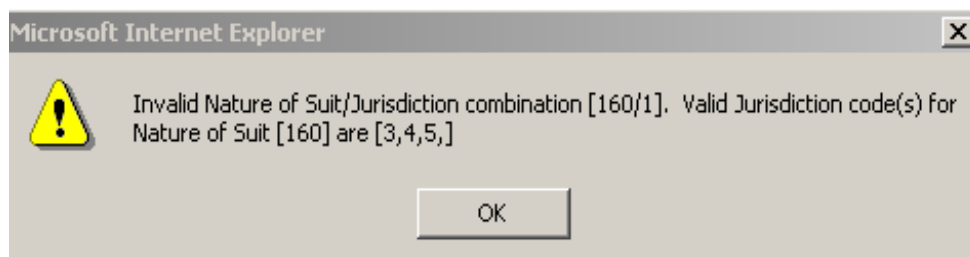 Microsoft Internet Explorer
Invalid Nature of Suit/Jurisdiction combination [160/1].  Valid Jurisdiction code(s) for
Nature of Suit [160] are [3,4,5,]
OK